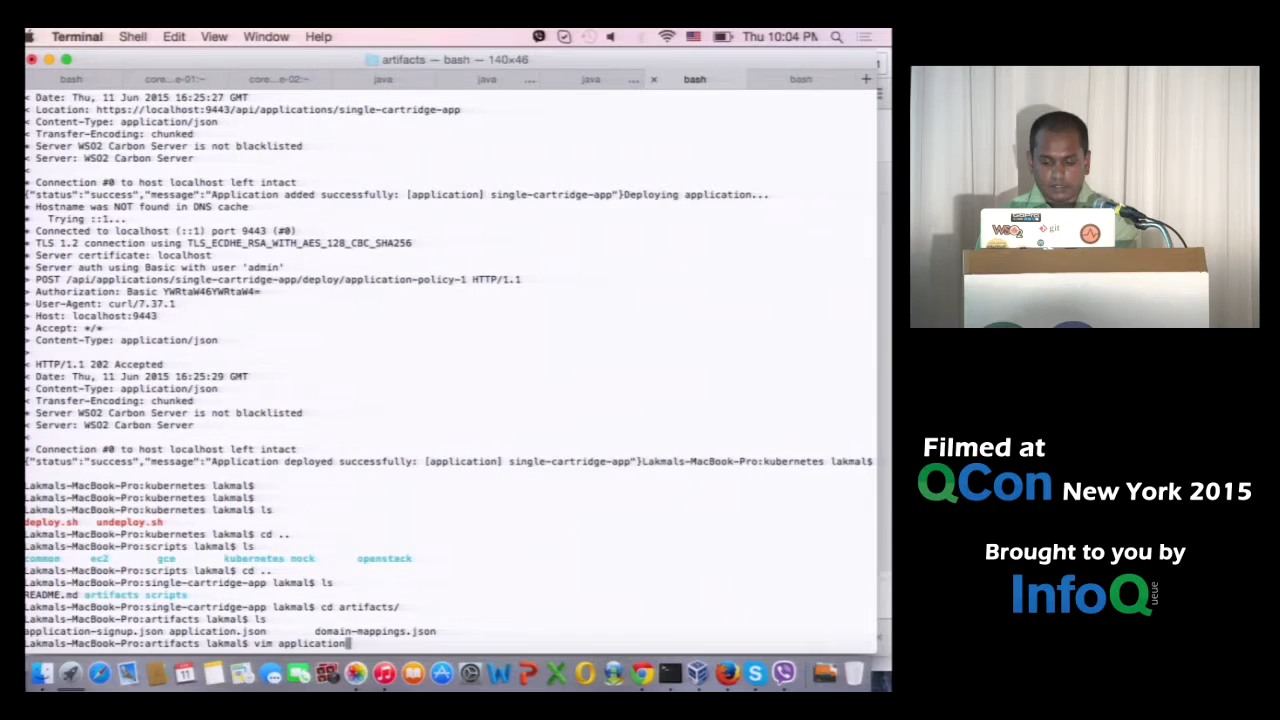 Terminal Shell Edit View Window Help Thu 10:04 PM
artifacts — bash — 140×46
bash core...e-01:~ core...e-02:~ java java ... java ... × bash bash +
< Date: Thu, 11 Jun 2015 16:25:27 GMT
< Location: https://localhost:9443/api/applications/single-cartridge-app
< Content-Type: application/json
< Transfer-Encoding: chunked
* Server WSO2 Carbon Server is not blacklisted
< Server: WSO2 Carbon Server
<
* Connection #0 to host localhost left intact
{"status":"success","message":"Application added successfully: [application] single-cartridge-app"}Deploying application...
* Hostname was NOT found in DNS cache
*   Trying ::1...
* Connected to localhost (::1) port 9443 (#0)
* TLS 1.2 connection using TLS_ECDHE_RSA_WITH_AES_128_CBC_SHA256
* Server certificate: localhost
* Server auth using Basic with user 'admin'
> POST /api/applications/single-cartridge-app/deploy/application-policy-1 HTTP/1.1
> Authorization: Basic YWRtaW46YWRtaW4=
> User-Agent: curl/7.37.1
> Host: localhost:9443
> Accept: */*
> Content-Type: application/json
>
< HTTP/1.1 202 Accepted
< Date: Thu, 11 Jun 2015 16:25:29 GMT
< Content-Type: application/json
< Transfer-Encoding: chunked
* Server WSO2 Carbon Server is not blacklisted
< Server: WSO2 Carbon Server
<
* Connection #0 to host localhost left intact
{"status":"success","message":"Application deployed successfully: [application] single-cartridge-app"}Lakmals-MacBook-Pro:kubernetes lakmal$
Lakmals-MacBook-Pro:kubernetes lakmal$
Lakmals-MacBook-Pro:kubernetes lakmal$
Lakmals-MacBook-Pro:kubernetes lakmal$ ls
deploy.sh undeploy.sh
Lakmals-MacBook-Pro:kubernetes lakmal$ cd ..
Lakmals-MacBook-Pro:scripts lakmal$ ls
common ec2 gce kubernetes mock openstack
Lakmals-MacBook-Pro:scripts lakmal$ cd ..
Lakmals-MacBook-Pro:single-cartridge-app lakmal$ ls
README.md artifacts scripts
Lakmals-MacBook-Pro:single-cartridge-app lakmal$ cd artifacts/
Lakmals-MacBook-Pro:artifacts lakmal$ ls
application-signup.json application.json domain-mappings.json
Lakmals-MacBook-Pro:artifacts lakmal$ vim application
WSO2
git
Filmed at
QCon New York 2015
Brought to you by
InfoQ
ueue